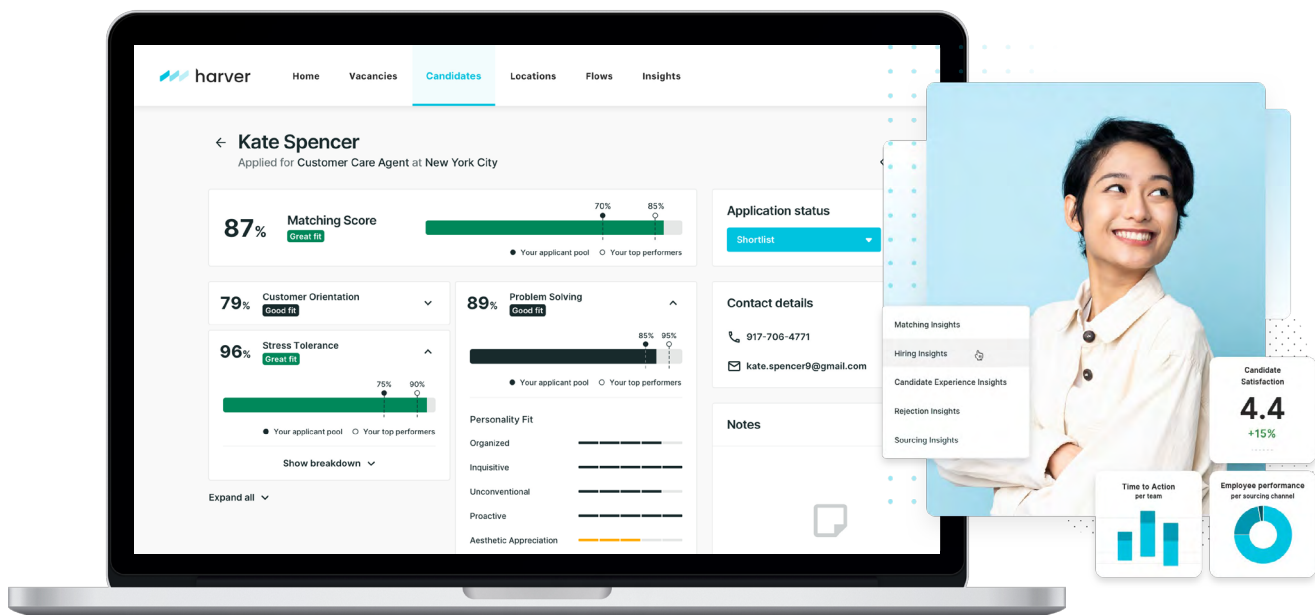 harver
Home Vacancies Candidates Locations Flows Insights
Kate Spencer
Applied for Customer Care Agent at New York City
87%
Matching Score
Great fit
70% 85%
Your applicant pool Your top performers
79%
Customer Orientation
Good fit
96%
Stress Tolerance
Great fit
75% 90%
Your applicant pool Your top performers
Show breakdown
Expand all
89%
Problem Solving
Good fit
85% 95%
Your applicant pool Your top performers
Personality Fit
Organized
Inquisitive
Unconventional
Proactive
Aesthetic Appreciation
Application status
Shortlist
Contact details
917-706-4771
kate.spencer9@gmail.com
Notes
Matching Insights
Hiring Insights
Candidate Experience Insights
Rejection Insights
Sourcing Insights
Candidate
Satisfaction
4.4
+15%
Time to Action
per team
Employee performance
per sourcing channel